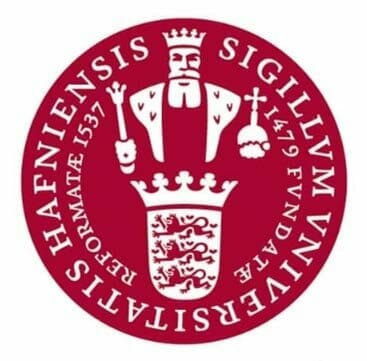 SIGILLVM VNIVERSITATIS HAFNIENSIS
1479 FVNDATÆ
REFORMATÆ 1537